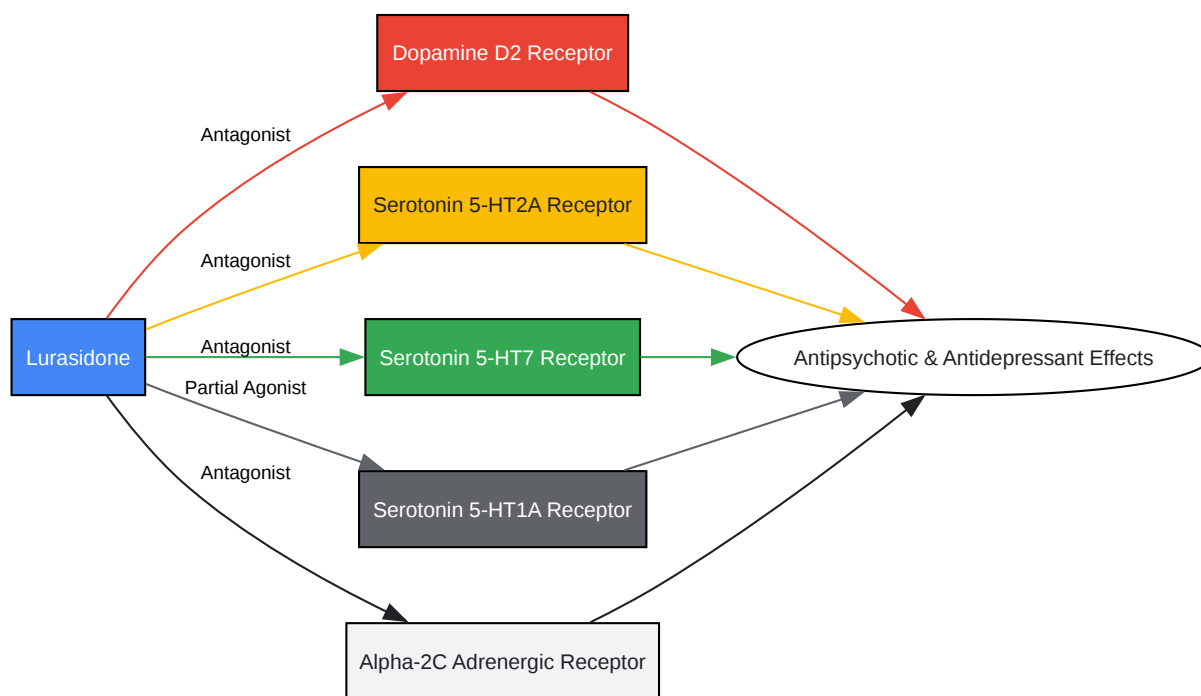 Dopamine D2 Receptor
Antagonist
Serotonin 5-HT2A Receptor
Antagonist
Lurasidone
Antagonist
Serotonin 5-HT7 Receptor
Antipsychotic & Antidepressant Effects
Partial Agonist
Antagonist
Serotonin 5-HT1A Receptor
Alpha-2C Adrenergic Receptor